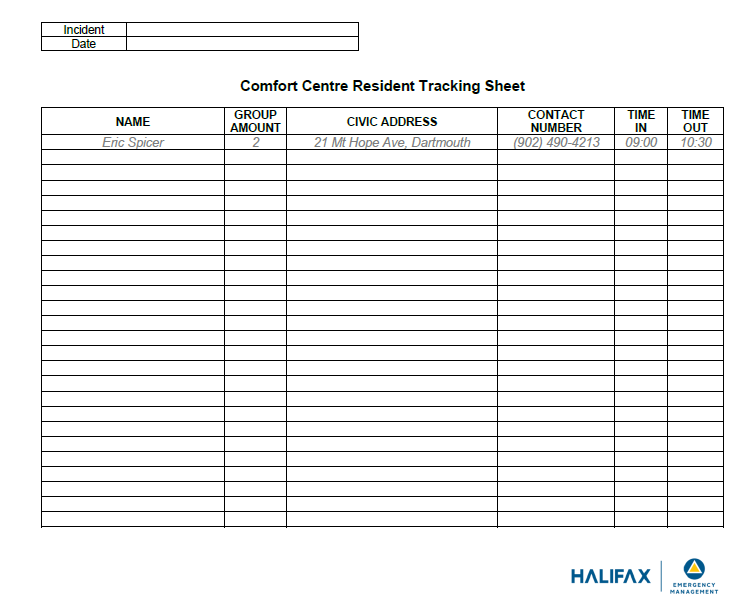 Incident
Date
Comfort Centre Resident Tracking Sheet
NAME GROUP AMOUNT CIVIC ADDRESS CONTACT NUMBER TIME IN TIME OUT
Eric Spicer 2 21 Mt Hope Ave, Dartmouth (902) 490-4213 09:00 10:30
HALIFAX
EMERGENCY
MANAGEMENT